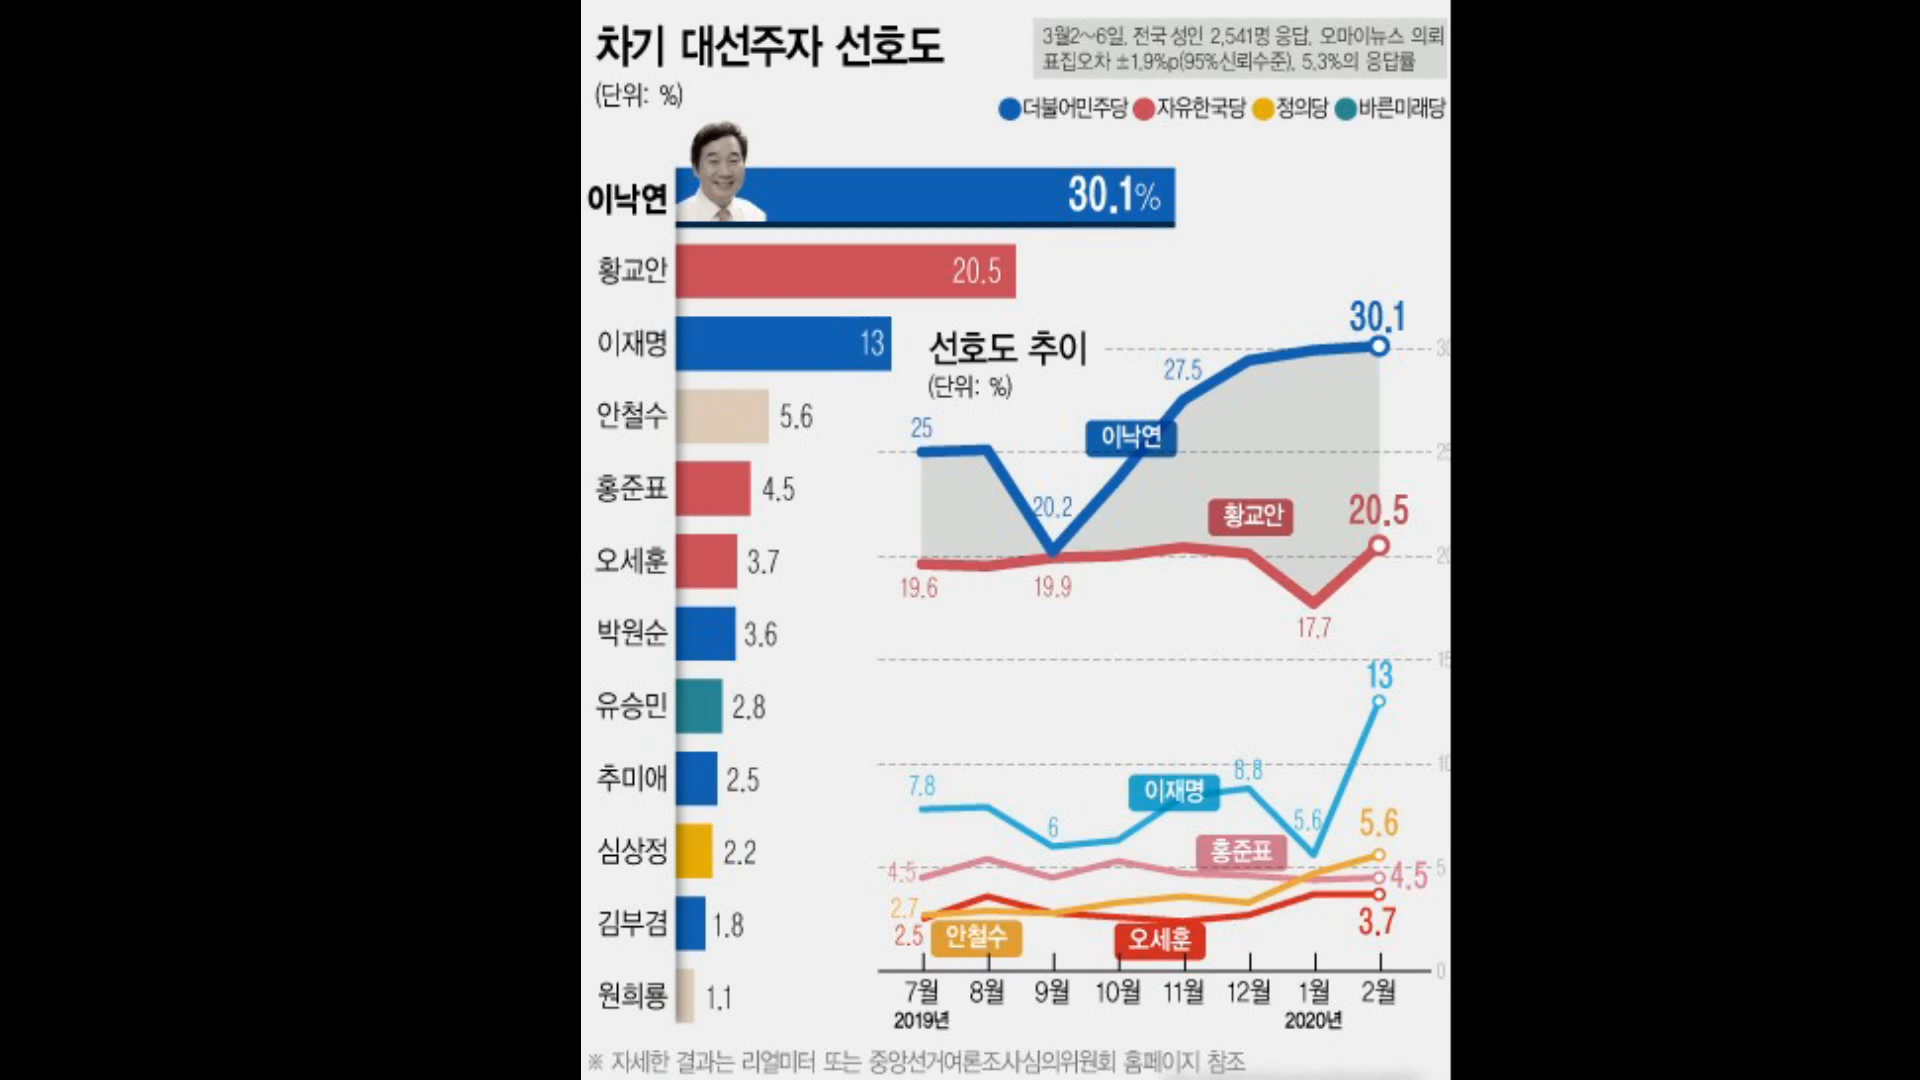 차기 대선주자 선호도
(단위: %)
3월2~6일, 전국 성인 2,541명 응답, 오마이뉴스 의뢰
표집오차 ±1.9%p(95%신뢰수준), 5.3%의 응답률
더불어민주당 자유한국당 정의당 바른미래당
이낙연 30.1%
황교안 20.5
이재명 13
안철수 5.6
홍준표 4.5
오세훈 3.7
박원순 3.6
유승민 2.8
추미애 2.5
심상정 2.2
김부겸 1.8
원희룡 1.1
선호도 추이
(단위: %)
30.1
30
27.5
25
이낙연
25
20.2
황교안
20.5
20
19.6
19.9
17.7
15
13
10
7.8
6
이재명
8.8
5.6
5.6
홍준표
4.5
5
4.5
2.7
2.5
안철수
오세훈
3.7
0
7월 8월 9월 10월 11월 12월 1월 2월
2019년 2020년
※ 자세한 결과는 리얼미터 또는 중앙선거여론조사심의위원회 홈페이지 참조